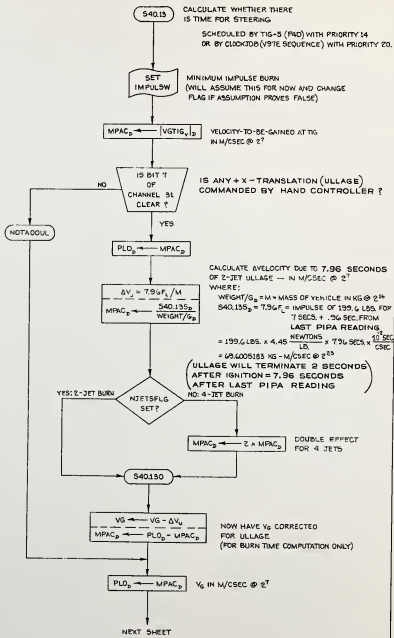 S40.13
CALCULATE WHETHER THERE
IS TIME FOR STEERING
SCHEDULED BY TIG-5 (P40) WITH PRIORITY 14
OR BY CLOCKJOB (V97E SEQUENCE) WITH PRIORITY 20.
SET
IMPULSW
MINIMUM IMPULSE BURN
(WILL ASSUME THIS FOR NOW AND CHANGE
FLAG IF ASSUMPTION PROVES FALSE)
MPAC_D ← |VGTIG_X|_D
VELOCITY-TO-BE-GAINED AT TIG
IN M/CSEC @ 2^7
IS BIT 7
OF
CHANNEL 31
CLEAR ?
NO
IS ANY + X - TRANSLATION (ULLAGE)
COMMANDED BY HAND CONTROLLER ?
YES
NOTADDUL
PL0_D ← MPAC_D
ΔV_U = 7.96F_L/M
MPAC_D ← S40.135_D
WEIGHT/G_D
CALCULATE ΔVELOCITY DUE TO 7.96 SECONDS
OF 2-JET ULLAGE — IN M/CSEC @ 2^7
WHERE:
WEIGHT/G_D = M = MASS OF VEHICLE IN KG @ 2^16
S40.135_D = 7.96F_L = IMPULSE OF 199.6 LBS. FOR
7 SECS. + .96 SEC. FROM
LAST PIPA READING
= 199.6 LBS. x 4.45 NEWTONS/LB. x 7.96 SECS. x 10^-2 SEC/CSEC
= 69.6005183 KG - M/CSEC @ 2^23
(ULLAGE WILL TERMINATE 2 SECONDS
AFTER IGNITION = 7.96 SECONDS
AFTER LAST PIPA READING)
YES: 2-JET BURN
NJETSFLG
SET?
NO: 4-JET BURN
MPAC_D ← 2 x MPAC_D
DOUBLE EFFECT
FOR 4 JETS
S40.130
VG ← VG - ΔV_U
MPAC_D ← PL0_D - MPAC_D
NOW HAVE V_G CORRECTED
FOR ULLAGE
(FOR BURN TIME COMPUTATION ONLY)
PL0_D ← MPAC_D
V_G IN M/CSEC @ 2^7
NEXT SHEET